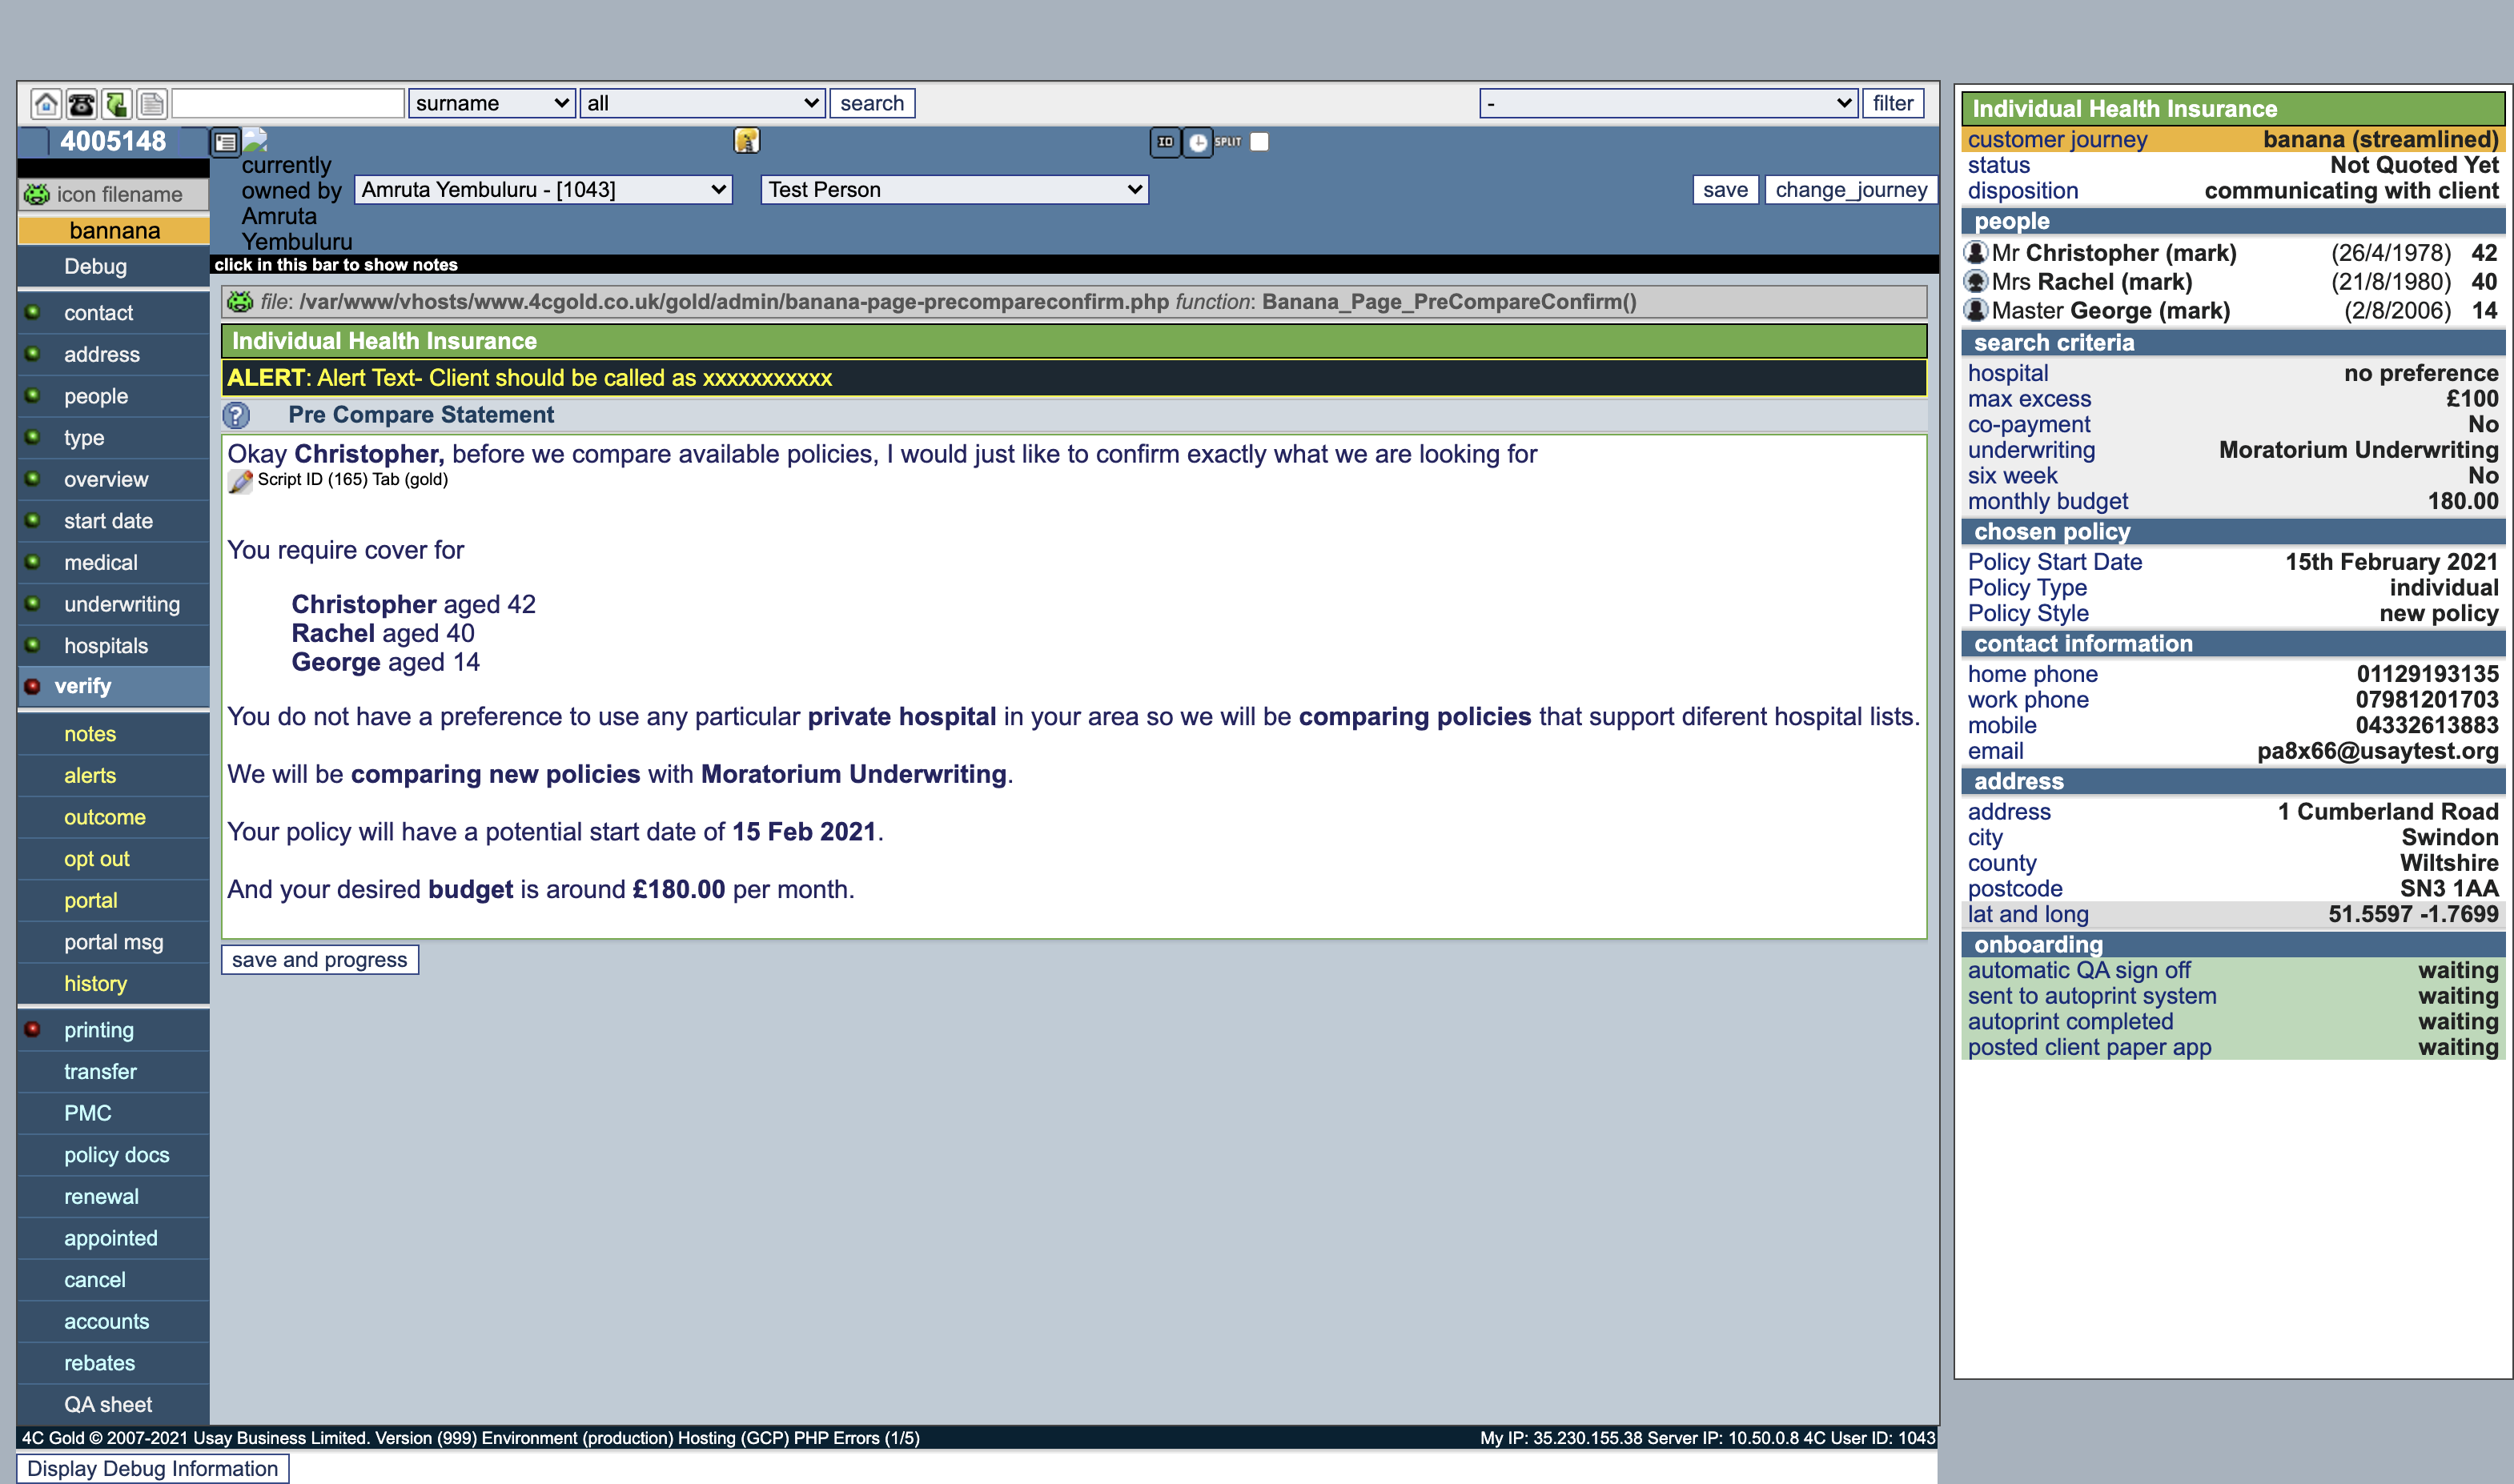 surname all search - filter
4005148
SPLIT
icon filename
bannana
Debug
contact
address
people
type
overview
start date
medical
underwriting
hospitals
verify
notes
alerts
outcome
opt out
portal
portal msg
history
printing
transfer
PMC
policy docs
renewal
appointed
cancel
accounts
rebates
QA sheet
currently
owned by
Amruta
Yembuluru
Amruta Yembuluru - [1043] Test Person save change_journey
click in this bar to show notes
file: /var/www/vhosts/www.4cgold.co.uk/gold/admin/banana-page-precompareconfirm.php function: Banana_Page_PreCompareConfirm()
Individual Health Insurance
ALERT: Alert Text- Client should be called as xxxxxxxxxxx
? Pre Compare Statement
Okay Christopher, before we compare available policies, I would just like to confirm exactly what we are looking for
Script ID (165) Tab (gold)
You require cover for
Christopher aged 42
Rachel aged 40
George aged 14
You do not have a preference to use any particular private hospital in your area so we will be comparing policies that support diferent hospital lists.
We will be comparing new policies with Moratorium Underwriting.
Your policy will have a potential start date of 15 Feb 2021.
And your desired budget is around £180.00 per month.
save and progress
Individual Health Insurance
customer journey banana (streamlined)
status Not Quoted Yet
disposition communicating with client
people
Mr Christopher (mark) (26/4/1978) 42
Mrs Rachel (mark) (21/8/1980) 40
Master George (mark) (2/8/2006) 14
search criteria
hospital no preference
max excess £100
co-payment No
underwriting Moratorium Underwriting
six week No
monthly budget 180.00
chosen policy
Policy Start Date 15th February 2021
Policy Type individual
Policy Style new policy
contact information
home phone 01129193135
work phone 07981201703
mobile 04332613883
email pa8x66@usaytest.org
address
address 1 Cumberland Road
city Swindon
county Wiltshire
postcode SN3 1AA
lat and long 51.5597 -1.7699
onboarding
automatic QA sign off waiting
sent to autoprint system waiting
autoprint completed waiting
posted client paper app waiting
4C Gold © 2007-2021 Usay Business Limited. Version (999) Environment (production) Hosting (GCP) PHP Errors (1/5) My IP: 35.230.155.38 Server IP: 10.50.0.8 4C User ID: 1043
Display Debug Information